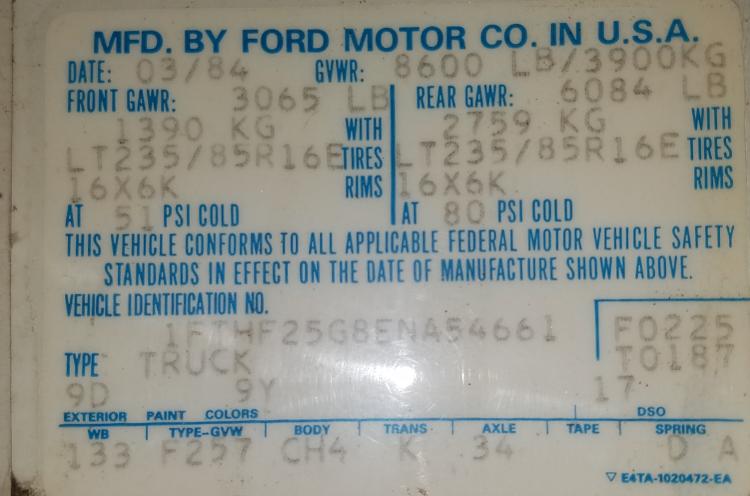 MFD. BY FORD MOTOR CO. IN U.S.A.
DATE: 03/84 GVWR: 8600 LB/3900KG
FRONT GAWR: 3065 LB REAR GAWR: 6084 LB
1390 KG WITH 2759 KG WITH
LT235/85R16E TIRES LT235/85R16E TIRES
16X6K RIMS 16X6K RIMS
AT 51 PSI COLD AT 80 PSI COLD
THIS VEHICLE CONFORMS TO ALL APPLICABLE FEDERAL MOTOR VEHICLE SAFETY
STANDARDS IN EFFECT ON THE DATE OF MANUFACTURE SHOWN ABOVE.
VEHICLE IDENTIFICATION NO.
1FTHF25G8ENA54661 F0225
TYPE TRUCK T0187
9D 9Y 17
EXTERIOR PAINT COLORS DSO
WB TYPE-GVW BODY TRANS AXLE TAPE SPRING
133 F257 CH4 K 34 D A
▽ E4TA-1020472-EA